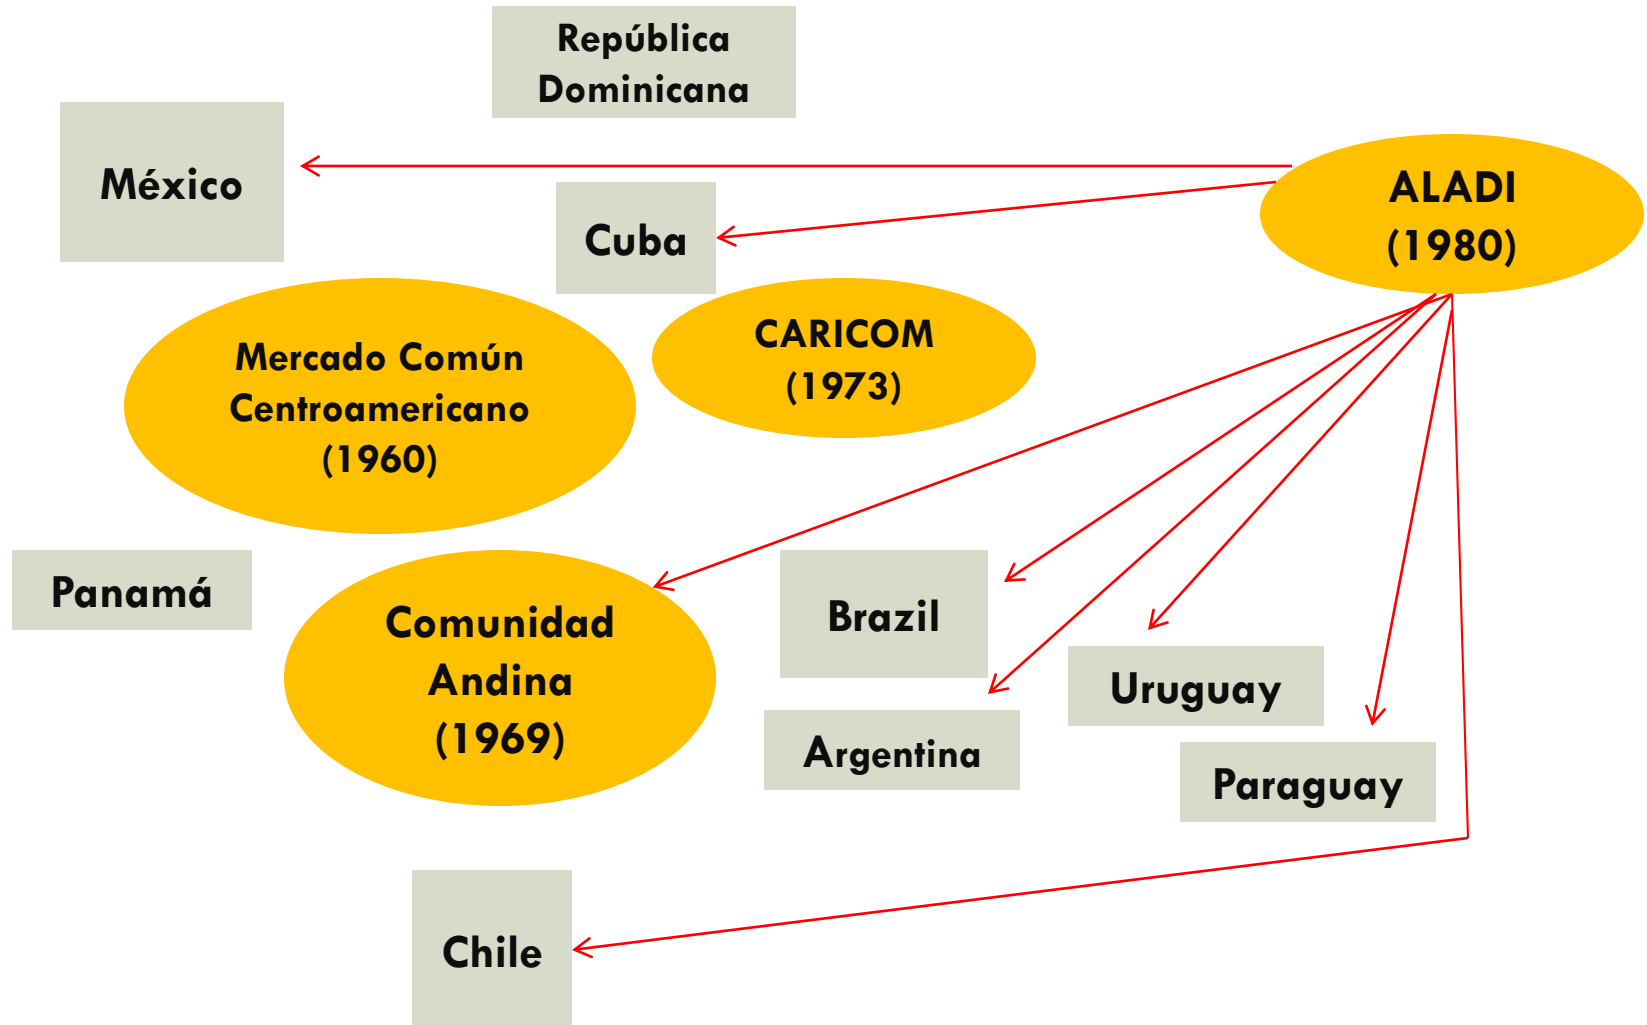 República
Dominicana
México
ALADI
(1980)
Cuba
Mercado Común
Centroamericano
(1960)
CARICOM
(1973)
Panamá
Comunidad
Andina
(1969)
Brazil
Uruguay
Argentina
Paraguay
Chile